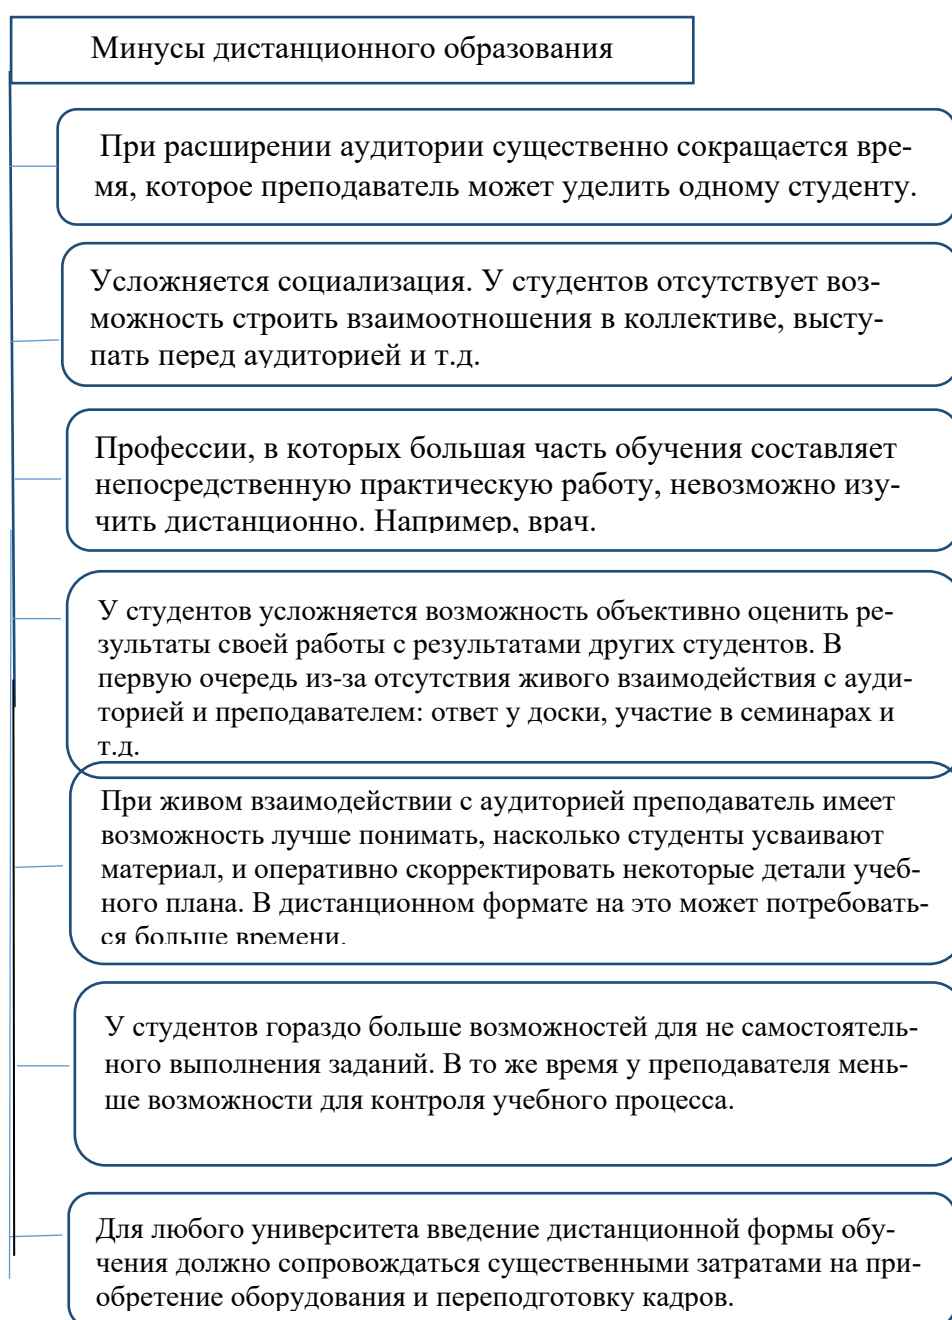 Минусы дистанционного образования
При расширении аудитории существенно сокращается вре-
мя, которое преподаватель может уделить одному студенту.
Усложняется социализация. У студентов отсутствует воз-
можность строить взаимоотношения в коллективе, высту-
пать перед аудиторией и т.д.
Профессии, в которых большая часть обучения составляет
непосредственную практическую работу, невозможно изу-
чить дистанционно. Например, врач.
У студентов усложняется возможность объективно оценить ре-
зультаты своей работы с результатами других студентов. В
первую очередь из-за отсутствия живого взаимодействия с ауди-
торией и преподавателем: ответ у доски, участие в семинарах и
т.д.
При живом взаимодействии с аудиторией преподаватель имеет
возможность лучше понимать, насколько студенты усваивают
материал, и оперативно скорректировать некоторые детали учеб-
ного плана. В дистанционном формате на это может потребовать-
ся больше времени.
У студентов гораздо больше возможностей для не самостоятель-
ного выполнения заданий. В то же время у преподавателя мень-
ше возможности для контроля учебного процесса.
Для любого университета введение дистанционной формы обу-
чения должно сопровождаться существенными затратами на при-
обретение оборудования и переподготовку кадров.